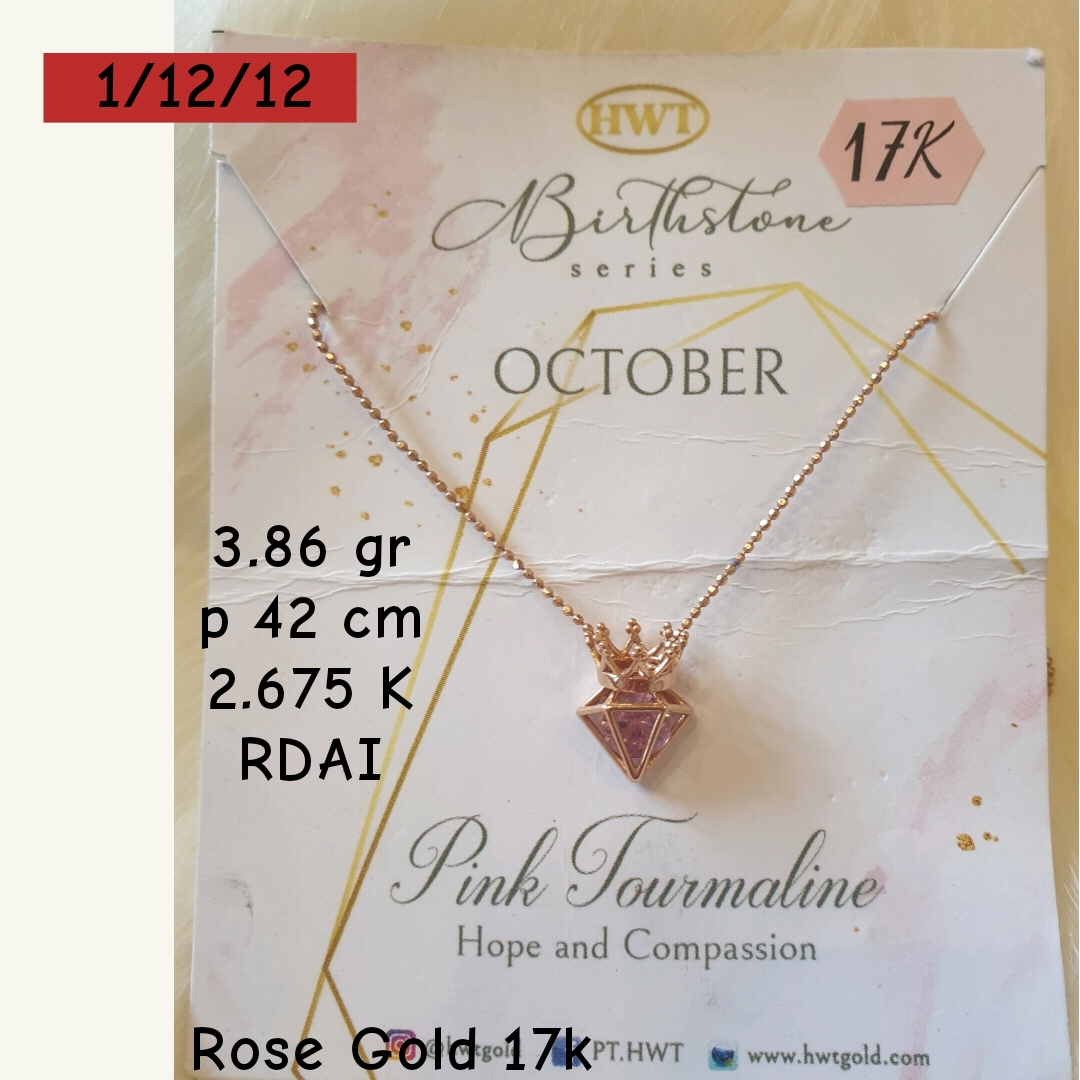 1/12/12
HWT
17K
Birthstone
series
OCTOBER
3.86 gr
p 42 cm
2.675 K
RDAI
Pink Tourmaline
Hope and Compassion
Rose Gold 17k
@hwtgold PT.HWT www.hwtgold.com